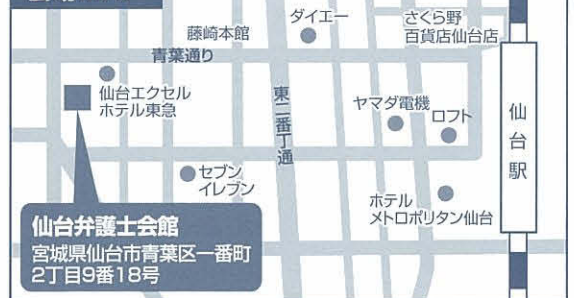 ダイエー
さくら野
百貨店仙台店
藤崎本館
青葉通り
仙台エクセル
ホテル東急
東二番丁通
ヤマダ電機
ロフト
仙台駅
セブン
イレブン
ホテル
メトロポリタン仙台
仙台弁護士会館
宮城県仙台市青葉区一番町
2丁目9番18号